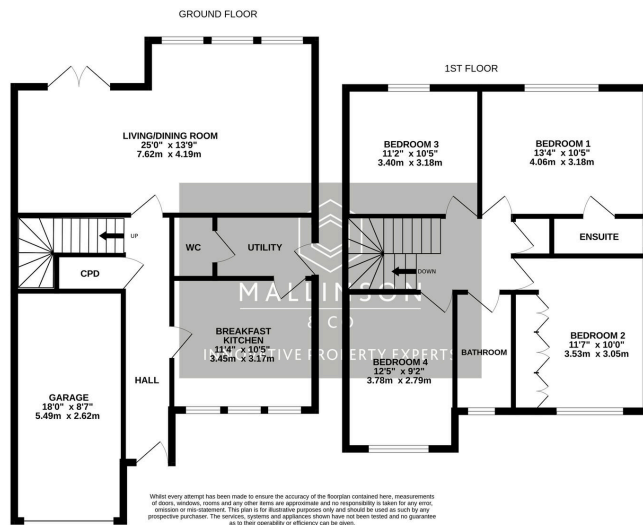 GROUND FLOOR
LIVING/DINING ROOM
25'0" x 13'9"
7.62m x 4.19m
UP
CPD
WC
UTILITY
BREAKFAST
KITCHEN
11'4" x 10'5"
3.45m x 3.17m
HALL
GARAGE
18'0" x 8'7"
5.49m x 2.62m
1ST FLOOR
BEDROOM 3
11'2" x 10'5"
3.40m x 3.18m
BEDROOM 1
13'4" x 10'5"
4.06m x 3.18m
ENSUITE
DOWN
BEDROOM 2
11'7" x 10'0"
3.53m x 3.05m
BATHROOM
BEDROOM 4
12'5" x 9'2"
3.78m x 2.79m
MALLINSON
& CO
INNOVATIVE PROPERTY EXPERTS
Whilst every attempt has been made to ensure the accuracy of the floorplan contained here, measurements
of doors, windows, rooms and any other items are approximate and no responsibility is taken for any error,
omission or mis-statement. This plan is for illustrative purposes only and should be used as such by any
prospective purchaser. The services, systems and appliances shown have not been tested and no guarantee
as to their operability or efficiency can be given.